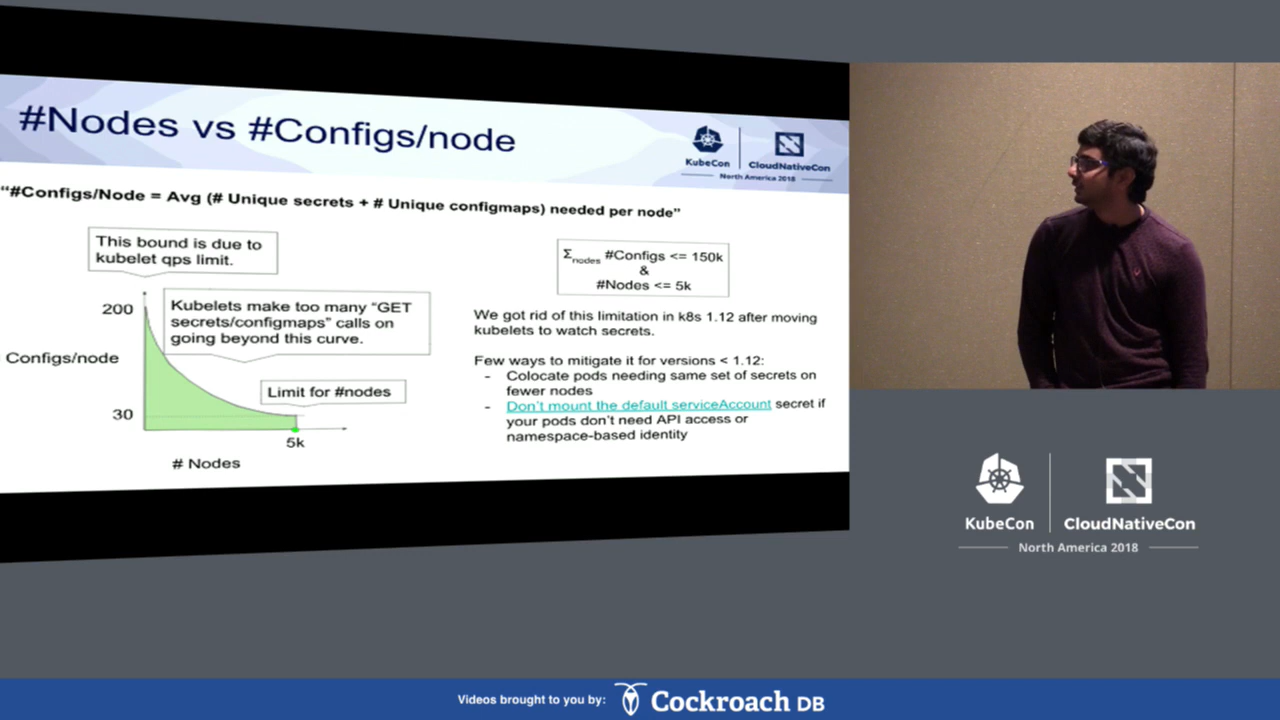 #Nodes vs #Configs/node
KubeCon
CloudNativeCon
North America 2018
“#Configs/Node = Avg (# Unique secrets + # Unique configmaps) needed per node”
This bound is due to
kubelet qps limit.
200
Kubelets make too many “GET
secrets/configmaps” calls on
going beyond this curve.
Configs/node
Limit for #nodes
30
5k
# Nodes
Σnodes #Configs <= 150k
&
#Nodes <= 5k
We got rid of this limitation in k8s 1.12 after moving
kubelets to watch secrets.
Few ways to mitigate it for versions < 1.12:
- Colocate pods needing same set of secrets on
fewer nodes
- Don’t mount the default serviceAccount secret if
your pods don’t need API access or
namespace-based identity
KubeCon
CloudNativeCon
North America 2018
Videos brought to you by:
Cockroach DB